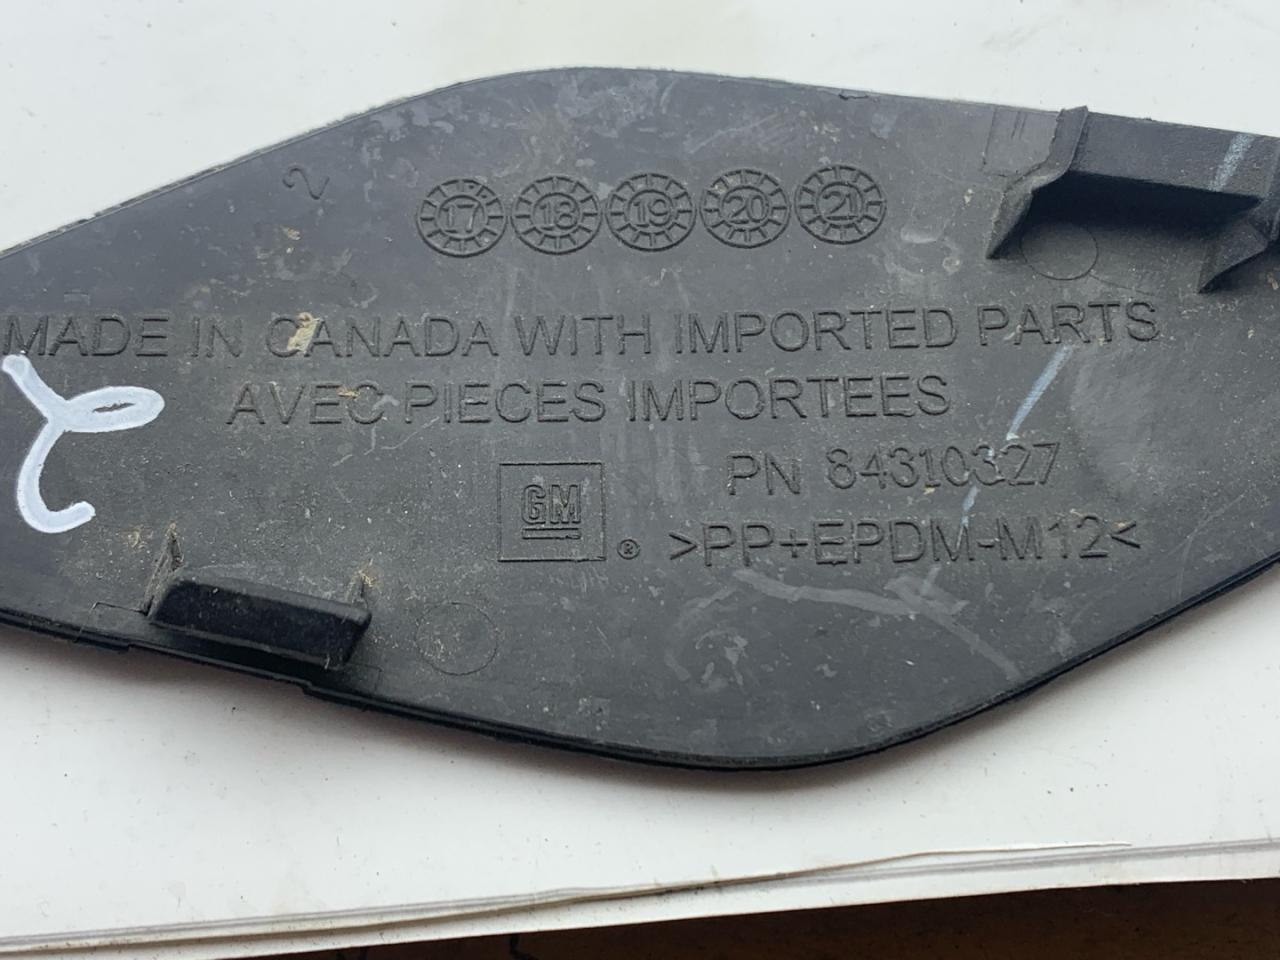 2
17 18 19 20 21
MADE IN CANADA WITH IMPORTED PARTS
AVEC PIECES IMPORTEES
PN 84310327
GM ® >PP+EPDM-M12<